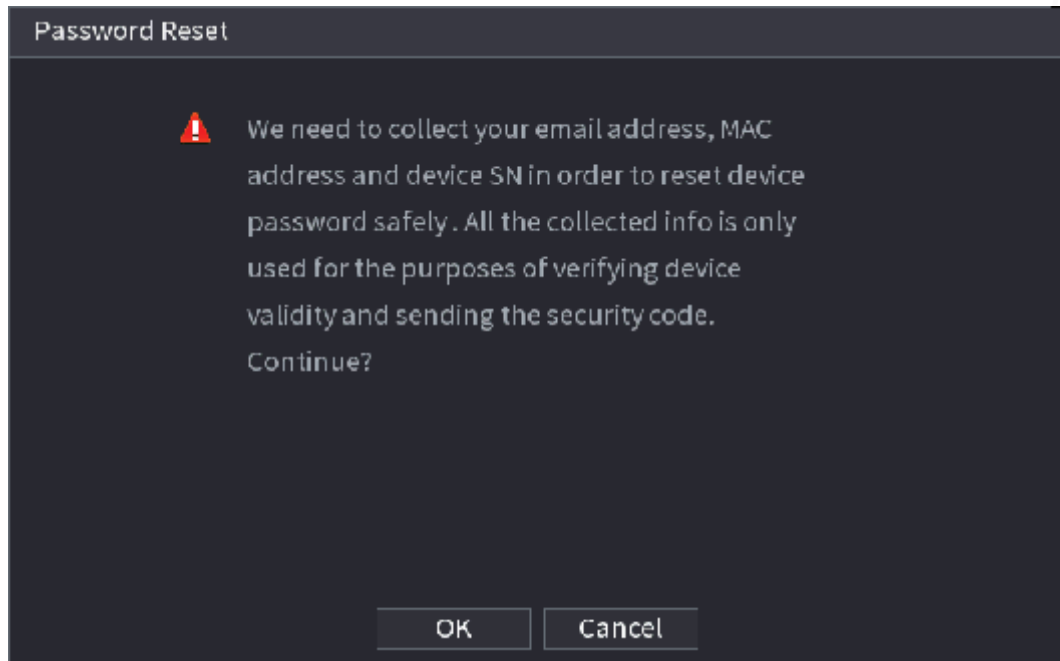 Password Reset
We need to collect your email address, MAC
address and device SN in order to reset device
password safely. All the collected info is only
used for the purposes of verifying device
validity and sending the security code.
Continue?
OK
Cancel